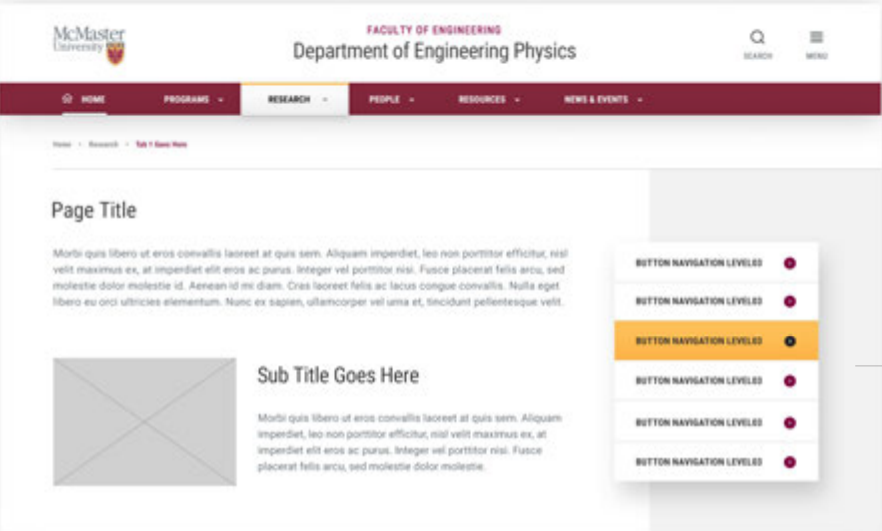 McMaster
University
FACULTY OF ENGINEERING
Department of Engineering Physics
SEARCH
MENU
HOME
PROGRAMS
RESEARCH
PEOPLE
RESOURCES
NEWS & EVENTS
Home
Research
Tab 1 Goes Here
Page Title
Morbi quis libero ut eros convallis laoreet at quis sem. Aliquam imperdiet, leo non porttitor efficitur, nisl
velit maximus ex, at imperdiet elit eros ac purus. Integer vel porttitor nisi. Fusce placerat felis arcu, sed
molestie dolor molestie id. Aenean id mi diam. Cras laoreet felis ac lacus congue convallis. Nulla eget
libero eu orci ultricies elementum. Nunc ex sapien, ullamcorper vel urna et, tincidunt pellentesque velit.
BUTTON NAVIGATION LEVEL03
BUTTON NAVIGATION LEVEL03
BUTTON NAVIGATION LEVEL03
BUTTON NAVIGATION LEVEL03
BUTTON NAVIGATION LEVEL03
BUTTON NAVIGATION LEVEL03
Sub Title Goes Here
Morbi quis libero ut eros convallis laoreet at quis sem. Aliquam
imperdiet, leo non porttitor efficitur, nisl velit maximus ex, at
imperdiet elit eros ac purus. Integer vel porttitor nisi. Fusce
placerat felis arcu, sed molestie dolor molestie.